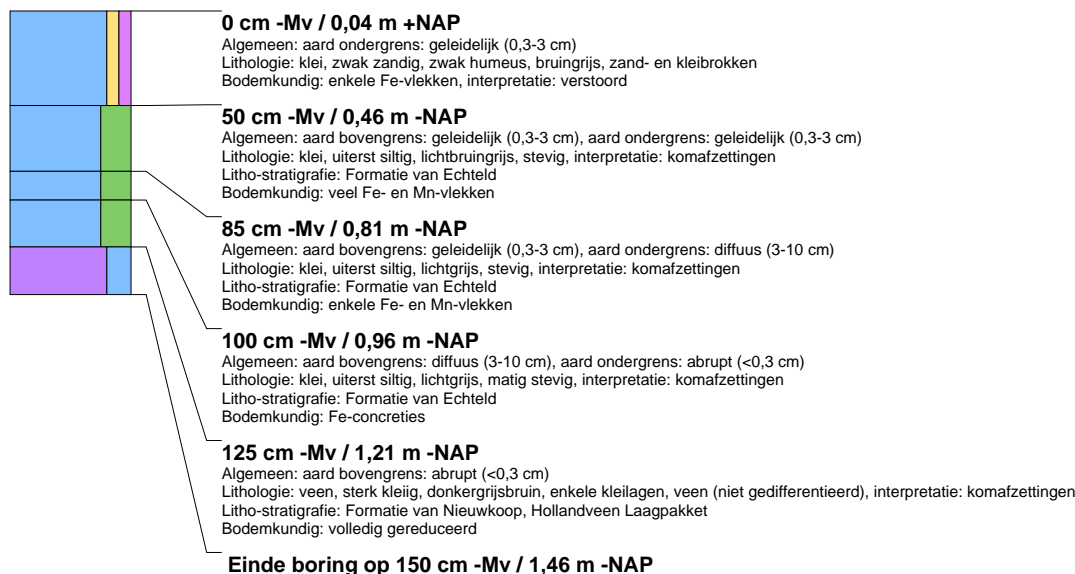 0 cm -Mv / 0,04 m +NAP
Algemeen: aard ondergrens: geleidelijk (0,3-3 cm)
Lithologie: klei, zwak zandig, zwak humeus, bruingrijs, zand- en kleibrokken
Bodemkundig: enkele Fe-vlekken, interpretatie: verstoord
50 cm -Mv / 0,46 m -NAP
Algemeen: aard bovengrens: geleidelijk (0,3-3 cm), aard ondergrens: geleidelijk (0,3-3 cm)
Lithologie: klei, uiterst siltig, lichtbruingrijs, stevig, interpretatie: komafzettingen
Litho-stratigrafie: Formatie van Echteld
Bodemkundig: veel Fe- en Mn-vlekken
85 cm -Mv / 0,81 m -NAP
Algemeen: aard bovengrens: geleidelijk (0,3-3 cm), aard ondergrens: diffuus (3-10 cm)
Lithologie: klei, uiterst siltig, lichtgrijs, stevig, interpretatie: komafzettingen
Litho-stratigrafie: Formatie van Echteld
Bodemkundig: enkele Fe- en Mn-vlekken
100 cm -Mv / 0,96 m -NAP
Algemeen: aard bovengrens: diffuus (3-10 cm), aard ondergrens: abrupt (<0,3 cm)
Lithologie: klei, uiterst siltig, lichtgrijs, matig stevig, interpretatie: komafzettingen
Litho-stratigrafie: Formatie van Echteld
Bodemkundig: Fe-concreties
125 cm -Mv / 1,21 m -NAP
Algemeen: aard bovengrens: abrupt (<0,3 cm)
Lithologie: veen, sterk kleiig, donkergrijsbruin, enkele kleilagen, veen (niet gedifferentieerd), interpretatie: komafzettingen
Litho-stratigrafie: Formatie van Nieuwkoop, Hollandveen Laagpakket
Bodemkundig: volledig gereduceerd
Einde boring op 150 cm -Mv / 1,46 m -NAP